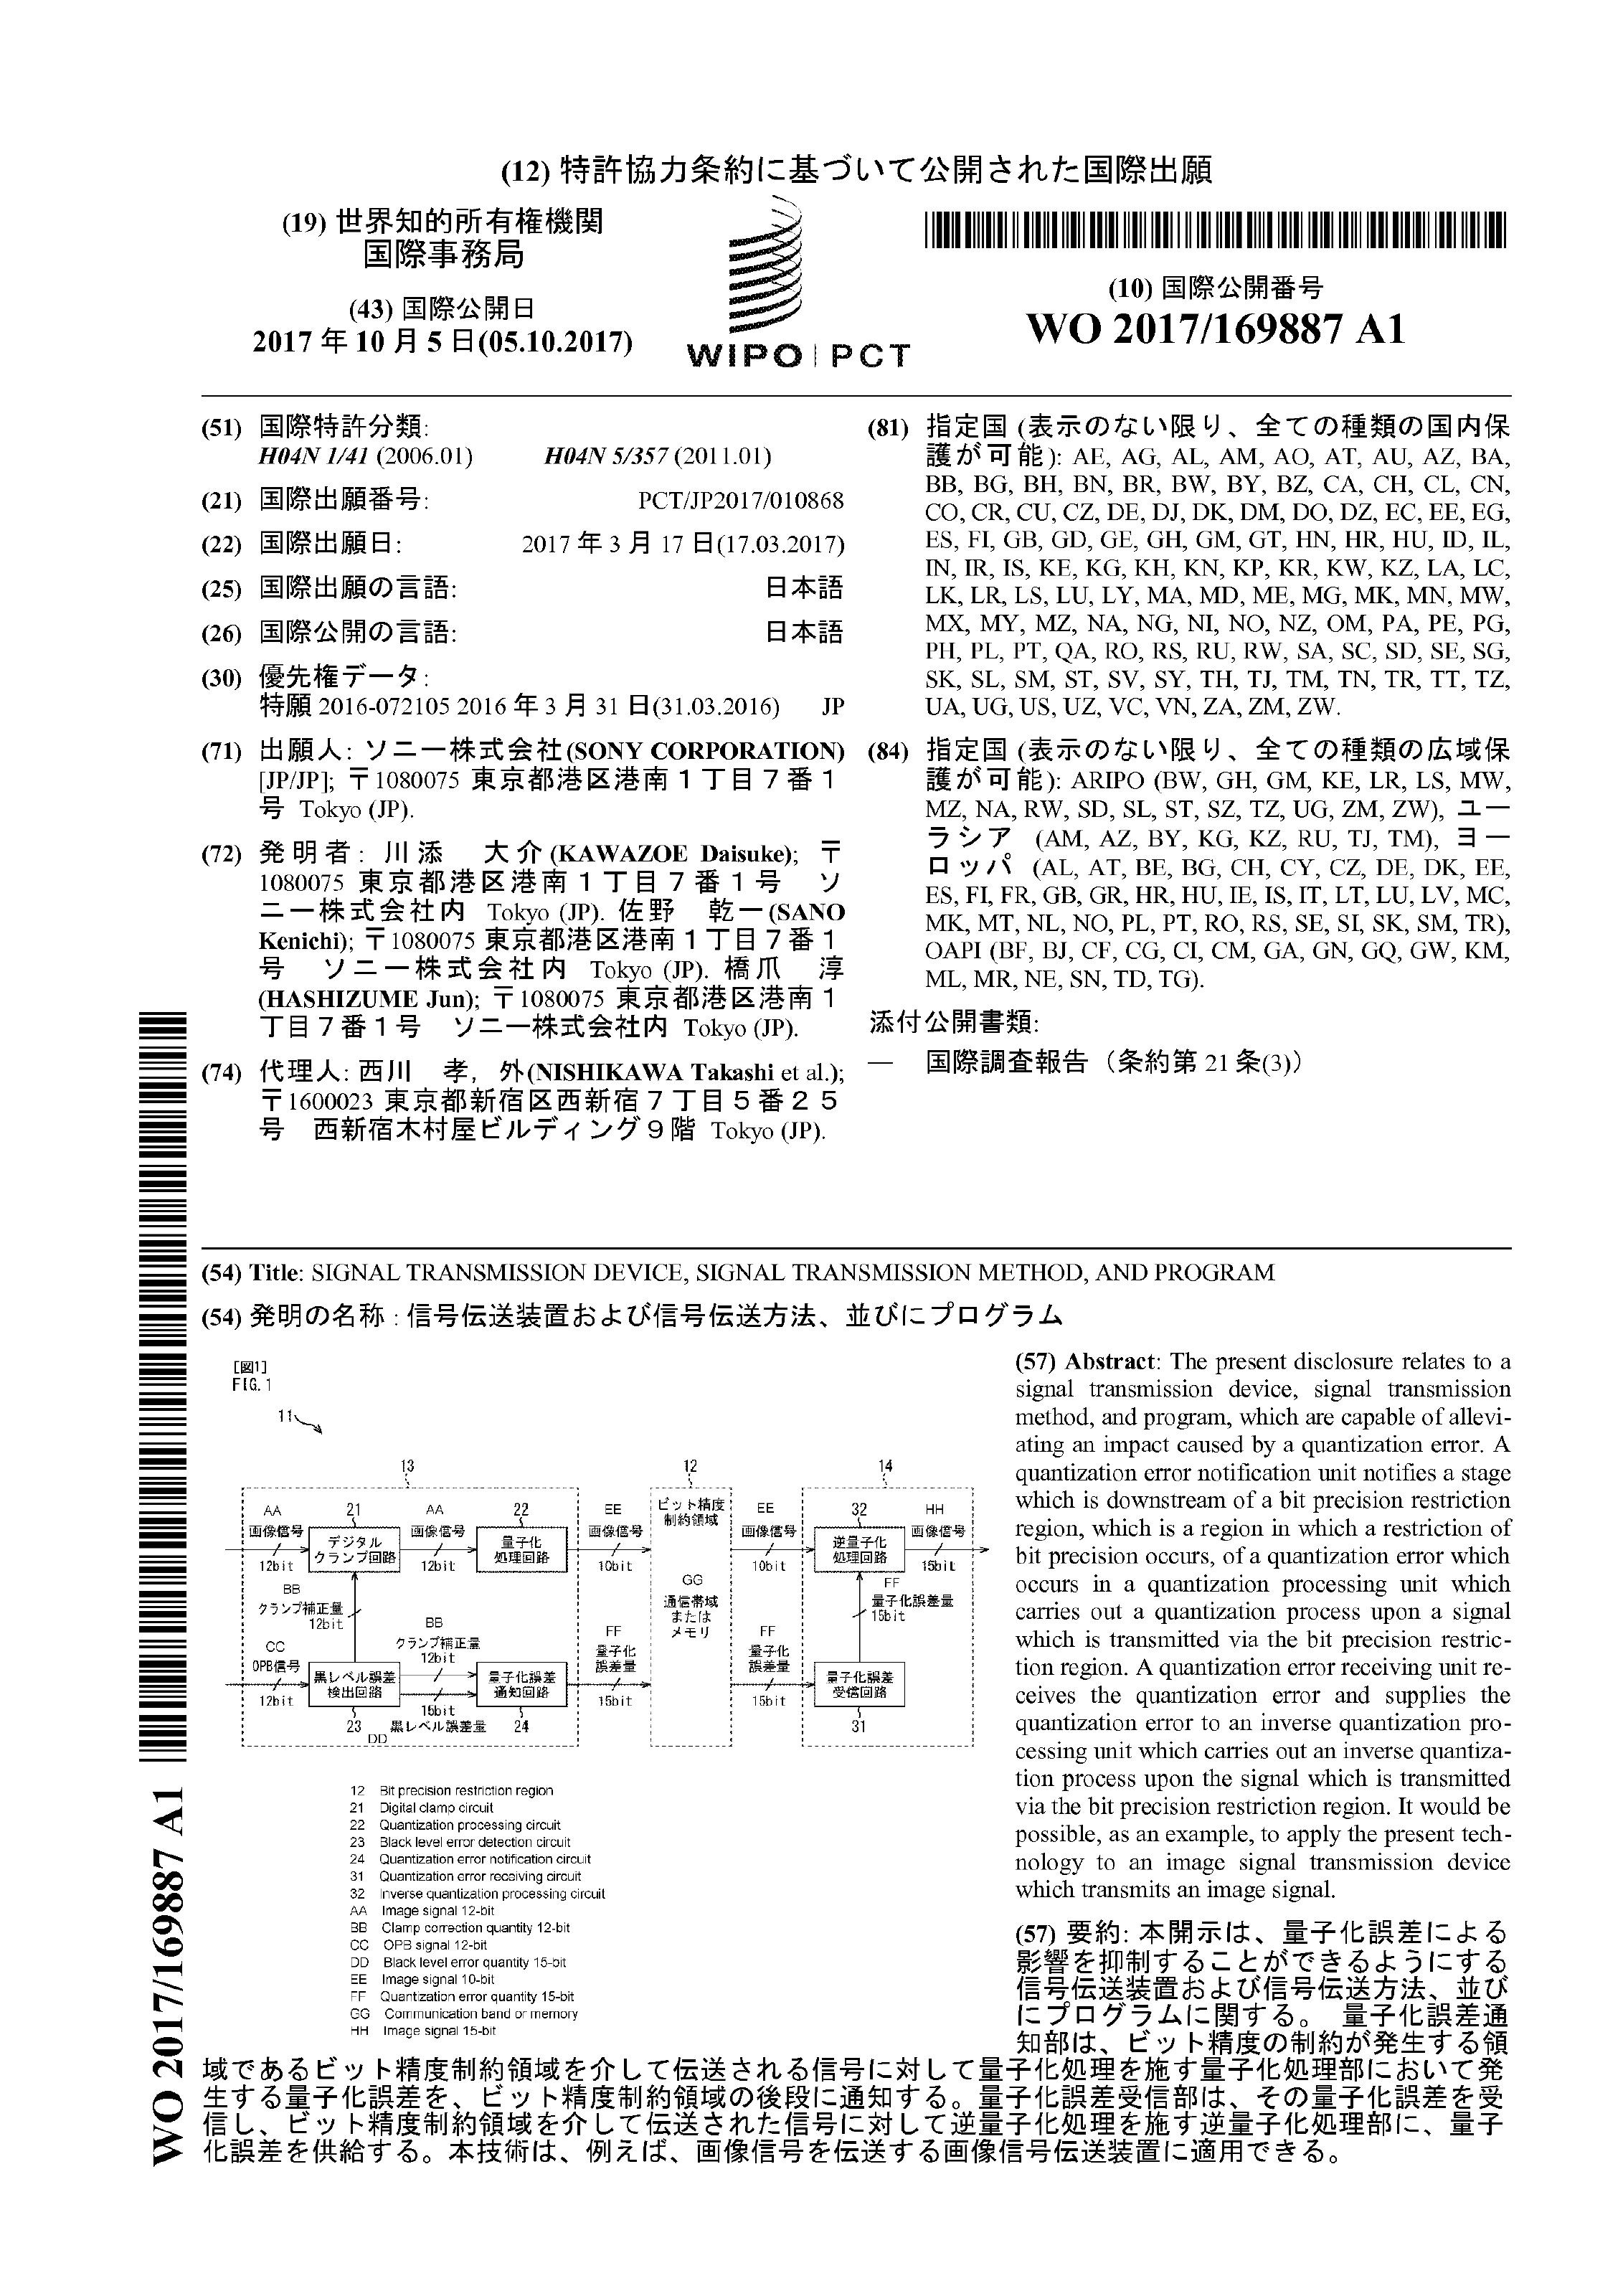 (12) 特許協力条約に基づいて公開された国際出願
(19) 世界知的所有権機関
国際事務局
(43) 国際公開日
2017 年 10 月 5 日(05.10.2017)
WIPO | PCT
(10) 国際公開番号
WO 2017/169887 A1
(51) 国際特許分類:
H04N 1/41 (2006.01) H04N 5/357 (2011.01)
(21) 国際出願番号: PCT/JP2017/010868
(22) 国際出願日: 2017 年 3 月 17 日(17.03.2017)
(25) 国際出願の言語: 日本語
(26) 国際公開の言語: 日本語
(30) 優先権データ:
特願 2016-072105 2016 年 3 月 31 日(31.03.2016) JP
(71) 出願人: ソニー株式会社(SONY CORPORATION)
[JP/JP]; 〒1080075 東京都港区港南1丁目7番1
号 Tokyo (JP).
(72) 発明者: 川添 大介(KAWAZOE Daisuke); 〒
1080075 東京都港区港南1丁目7番1号 ソ
ニー株式会社内 Tokyo (JP). 佐野 乾一(SANO
Kenichi); 〒1080075 東京都港区港南1丁目7番1
号 ソニー株式会社内 Tokyo (JP). 橋爪 淳
(HASHIZUME Jun); 〒1080075 東京都港区港南1
丁目7番1号 ソニー株式会社内 Tokyo (JP).
(74) 代理人: 西川 孝, 外(NISHIKAWA Takashi et al.);
〒1600023 東京都新宿区西新宿7丁目5番25
号 西新宿木村屋ビルディング9階 Tokyo (JP).
(81) 指定国 (表示のない限り、全ての種類の国内保
護が可能): AE, AG, AL, AM, AO, AT, AU, AZ, BA,
BB, BG, BH, BN, BR, BW, BY, BZ, CA, CH, CL, CN,
CO, CR, CU, CZ, DE, DJ, DK, DM, DO, DZ, EC, EE, EG,
ES, FI, GB, GD, GE, GH, GM, GT, HN, HR, HU, ID, IL,
IN, IR, IS, KE, KG, KH, KN, KP, KR, KW, KZ, LA, LC,
LK, LR, LS, LU, LY, MA, MD, ME, MG, MK, MN, MW,
MX, MY, MZ, NA, NG, NI, NO, NZ, OM, PA, PE, PG,
PH, PL, PT, QA, RO, RS, RU, RW, SA, SC, SD, SE, SG,
SK, SL, SM, ST, SV, SY, TH, TJ, TM, TN, TR, TT, TZ,
UA, UG, US, UZ, VC, VN, ZA, ZM, ZW.
(84) 指定国 (表示のない限り、全ての種類の広域保
護が可能): ARIPO (BW, GH, GM, KE, LR, LS, MW,
MZ, NA, RW, SD, SL, ST, SZ, TZ, UG, ZM, ZW), ユー
ラシア (AM, AZ, BY, KG, KZ, RU, TJ, TM), ヨー
ロッパ (AL, AT, BE, BG, CH, CY, CZ, DE, DK, EE,
ES, FI, FR, GB, GR, HR, HU, IE, IS, IT, LT, LU, LV, MC,
MK, MT, NL, NO, PL, PT, RO, RS, SE, SI, SK, SM, TR),
OAPI (BF, BJ, CF, CG, CI, CM, GA, GN, GQ, GW, KM,
ML, MR, NE, SN, TD, TG).
添付公開書類:
— 国際調査報告(条約第 21 条(3))
(54) Title: SIGNAL TRANSMISSION DEVICE, SIGNAL TRANSMISSION METHOD, AND PROGRAM
(54) 発明の名称 : 信号伝送装置および信号伝送方法、並びにプログラム
[図1]
FIG. 1
11
13 12 14
AA 21 AA 22 EE ビット精度 EE 32 HH
画像信号 デジタル 画像信号 量子化 画像信号 制約領域 画像信号 逆量子化 画像信号
クランプ回路 処理回路 処理回路
12bit 12bit 10bit 10bit 15bit
BB GG FF
クランプ補正量 通信帯域 量子化誤差量
12bit BB または 15bit
クランプ補正量 メモリ
CC 12bit FF FF
OPB信号 黒レベル誤差 量子化誤差 量子化 量子化 量子化誤差
検出回路 通知回路 誤差量 誤差量 受信回路
12bit 15bit 15bit 15bit
23 黒レベル誤差量 24 31
DD
12 Bit precision restriction region
21 Digital clamp circuit
22 Quantization processing circuit
23 Black level error detection circuit
24 Quantization error notification circuit
31 Quantization error receiving circuit
32 Inverse quantization processing circuit
AA Image signal 12-bit
BB Clamp correction quantity 12-bit
CC OPB signal 12-bit
DD Black level error quantity 15-bit
EE Image signal 10-bit
FF Quantization error quantity 15-bit
GG Communication band or memory
HH Image signal 15-bit
(57) Abstract: The present disclosure relates to a
signal transmission device, signal transmission
method, and program, which are capable of allevi-
ating an impact caused by a quantization error. A
quantization error notification unit notifies a stage
which is downstream of a bit precision restriction
region, which is a region in which a restriction of
bit precision occurs, of a quantization error which
occurs in a quantization processing unit which
carries out a quantization process upon a signal
which is transmitted via the bit precision restric-
tion region. A quantization error receiving unit re-
ceives the quantization error and supplies the
quantization error to an inverse quantization pro-
cessing unit which carries out an inverse quantiza-
tion process upon the signal which is transmitted
via the bit precision restriction region. It would be
possible, as an example, to apply the present tech-
nology to an image signal transmission device
which transmits an image signal.
(57) 要約: 本開示は、量子化誤差による
影響を抑制することができるようにする
信号伝送装置および信号伝送方法、並び
にプログラムに関する。 量子化誤差通
知部は、ビット精度の制約が発生する領
域であるビット精度制約領域を介して伝送される信号に対して量子化処理を施す量子化処理部において発
生する量子化誤差を、ビット精度制約領域の後段に通知する。量子化誤差受信部は、その量子化誤差を受
信し、ビット精度制約領域を介して伝送された信号に対して逆量子化処理を施す逆量子化処理部に、量子
化誤差を供給する。本技術は、例えば、画像信号を伝送する画像信号伝送装置に適用できる。
WO 2017/169887 A1